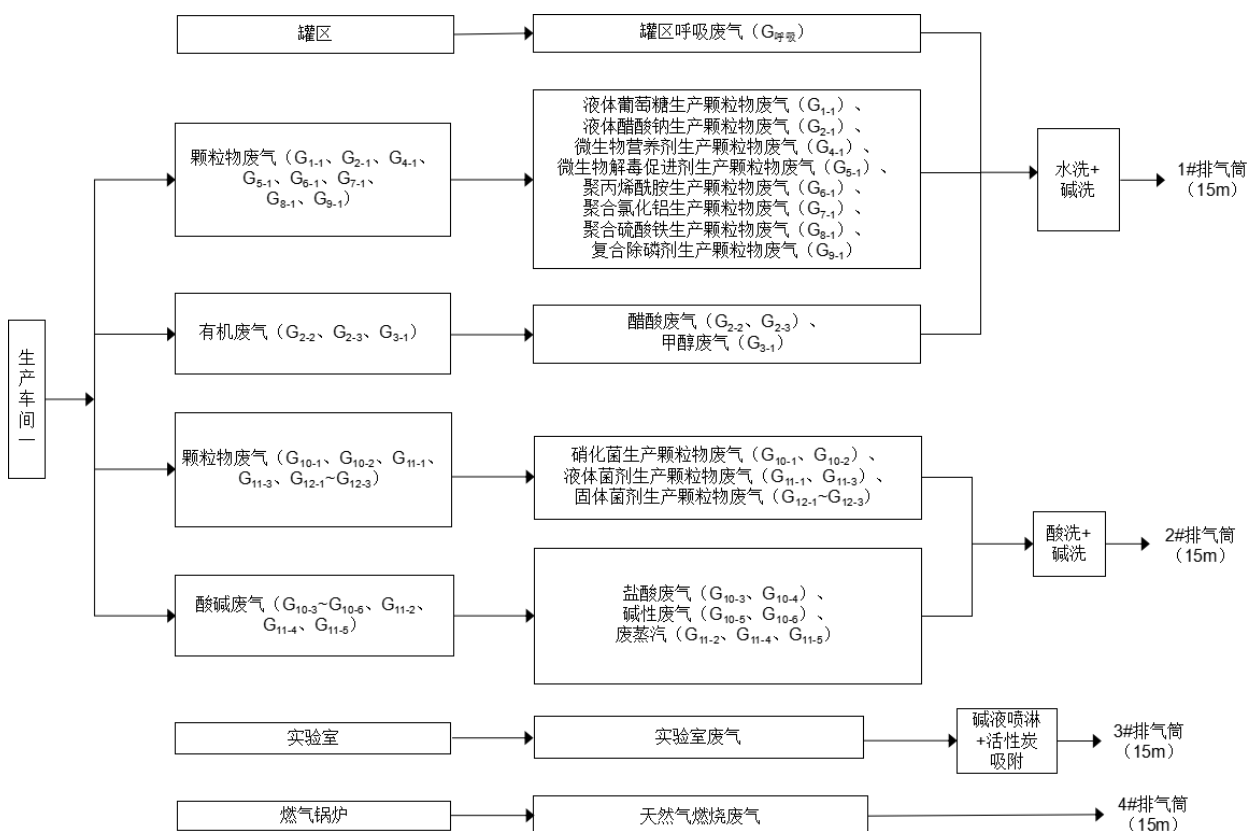 罐区
罐区呼吸废气（G呼吸）
颗粒物废气（G1-1、G2-1、G4-1、
G5-1、G6-1、G7-1、
G8-1、G9-1）
液体葡萄糖生产颗粒物废气（G1-1）、
液体醋酸钠生产颗粒物废气（G2-1）、
微生物营养剂生产颗粒物废气（G4-1）、
微生物解毒促进剂生产颗粒物废气（G5-1）、
聚丙烯酰胺生产颗粒物废气（G6-1）、
聚合氯化铝生产颗粒物废气（G7-1）、
聚合硫酸铁生产颗粒物废气（G8-1）、
复合除磷剂生产颗粒物废气（G9-1）
水洗+
碱洗
1#排气筒
（15m）
生
产
车
间
一
有机废气（G2-2、G2-3、G3-1）
醋酸废气（G2-2、G2-3）、
甲醇废气（G3-1）
颗粒物废气（G10-1、G10-2、G11-1、
G11-3、G12-1~G12-3）
硝化菌生产颗粒物废气（G10-1、G10-2）、
液体菌剂生产颗粒物废气（G11-1、G11-3）、
固体菌剂生产颗粒物废气（G12-1~G12-3）
酸洗+
碱洗
2#排气筒
（15m）
酸碱废气（G10-3~G10-6、G11-2、
G11-4、G11-5）
盐酸废气（G10-3、G10-4）、
碱性废气（G10-5、G10-6）、
废蒸汽（G11-2、G11-4、G11-5）
实验室
实验室废气
碱液喷淋
+活性炭
吸附
3#排气筒
（15m）
燃气锅炉
天然气燃烧废气
4#排气筒
（15m）